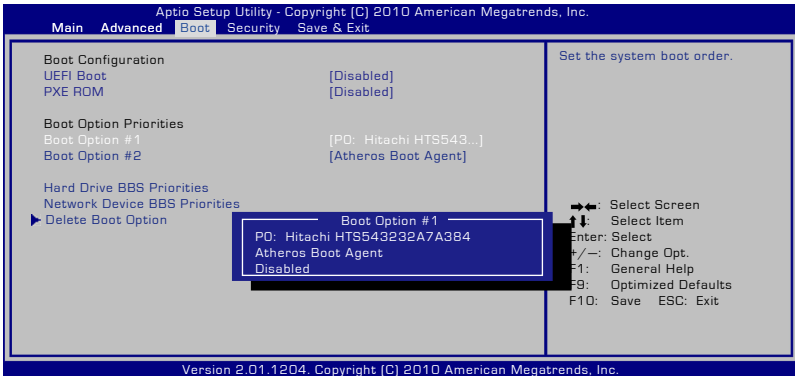 Aptio Setup Utility - Copyright (C) 2010 American Megatrends, Inc.
Main Advanced Boot Security Save & Exit
Boot Configuration
UEFI Boot [Disabled]
PXE ROM [Disabled]
Boot Option Priorities
Boot Option #1 [P0: Hitachi HTS543...]
Boot Option #2 [Atheros Boot Agent]
Hard Drive BBS Priorities
Network Device BBS Priorities
Delete Boot Option
Boot Option #1
P0: Hitachi HTS543232A7A384
Atheros Boot Agent
Disabled
Set the system boot order.
→←: Select Screen
↑↓: Select Item
Enter: Select
+/—: Change Opt.
F1: General Help
F9: Optimized Defaults
F10: Save ESC: Exit
Version 2.01.1204. Copyright (C) 2010 American Megatrends, Inc.